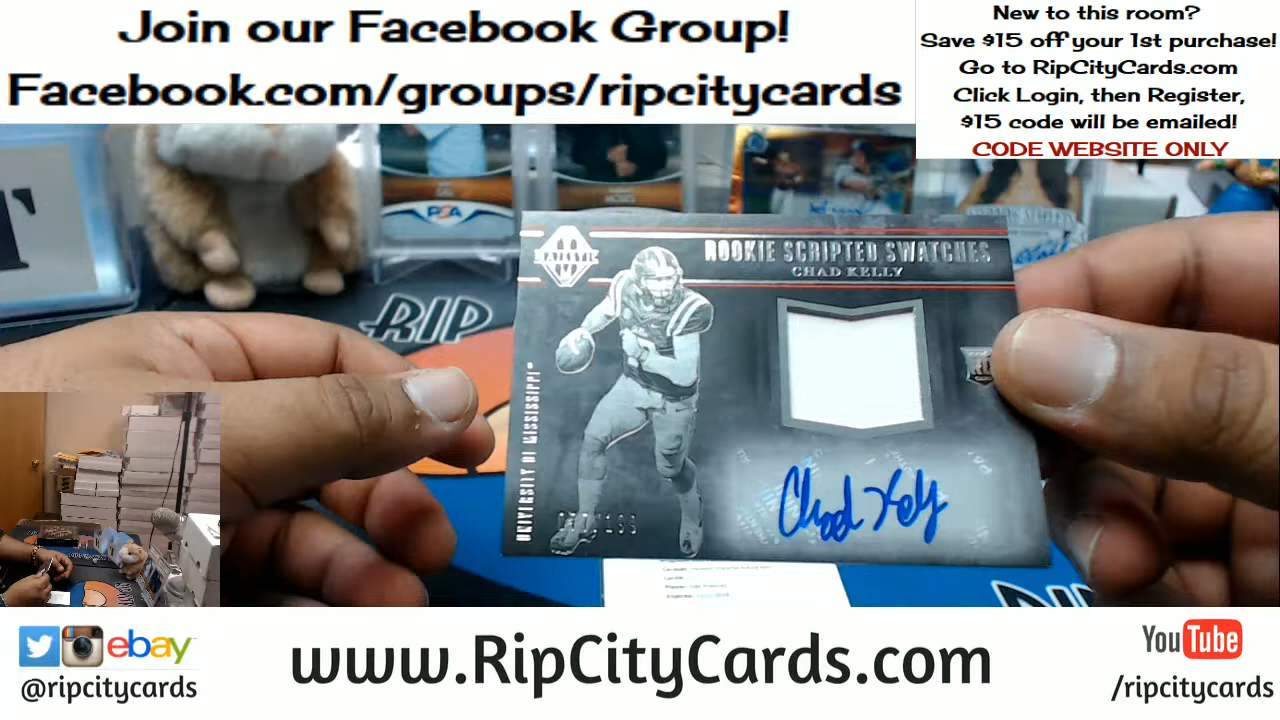 Join our Facebook Group!
Facebook.com/groups/ripcitycards
New to this room?
Save $15 off your 1st purchase!
Go to RipCityCards.com
Click Login, then Register,
$15 code will be emailed!
CODE WEBSITE ONLY
PSA
RIP
MAJESTIC
ROOKIE SCRIPTED SWATCHES
CHAD KELLY
UNIVERSITY OF MISSISSIPPI
Chad Kelly
ebay
@ripcitycards
www.RipCityCards.com
YouTube
/ripcitycards